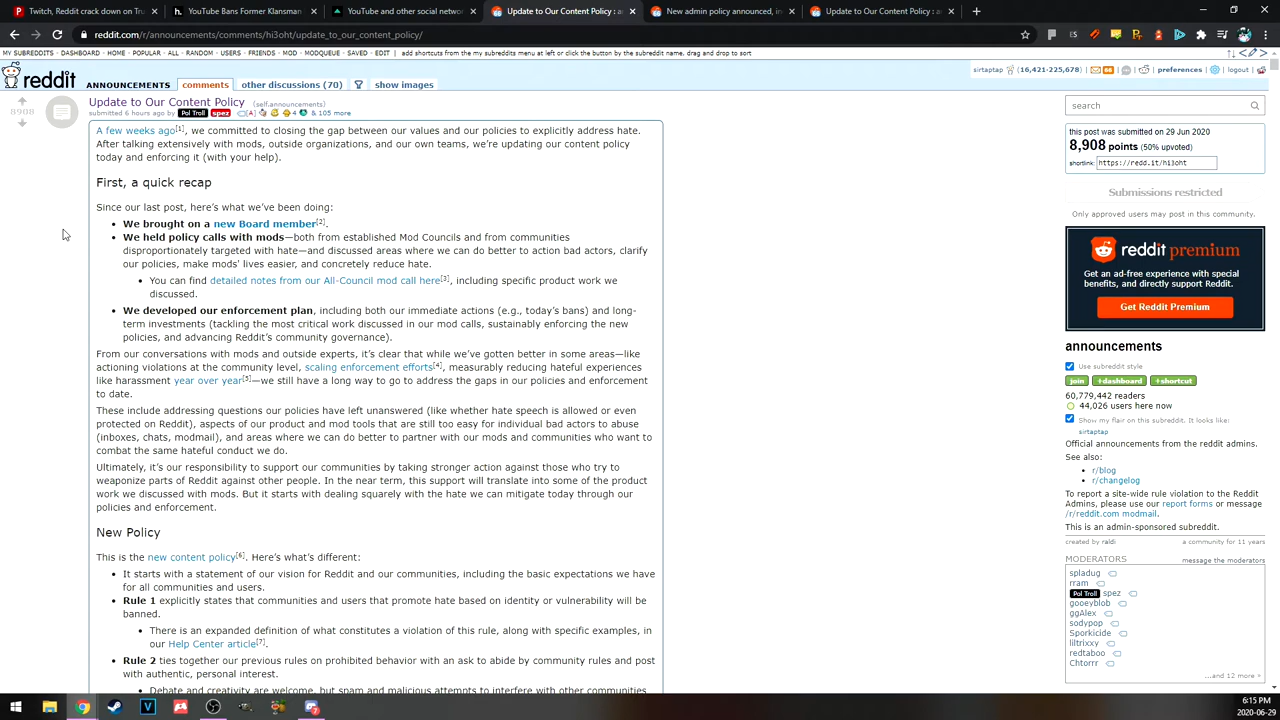 Twitch, Reddit crack down on Tru
YouTube Bans Former Klansman
YouTube and other social network
Update to Our Content Policy : a
New admin policy announced, in
Update to Our Content Policy : a
reddit.com/r/announcements/comments/hi3oht/update_to_our_content_policy/
MY SUBREDDITS - DASHBOARD - HOME - POPULAR - ALL - RANDOM - USERS - FRIENDS - MOD - MODQUEUE - SAVED - EDIT | add shortcuts from the my subreddits menu at left or click the button by the subreddit name, drag and drop to sort
reddit ANNOUNCEMENTS comments other discussions (70) show images
sirtaptap (16,421·225,678) | 66 | preferences | logout
8908
Update to Our Content Policy (self.announcements)
submitted 6 hours ago by Pol Troll spez [A] 4 & 105 more
A few weeks ago[1], we committed to closing the gap between our values and our policies to explicitly address hate.
After talking extensively with mods, outside organizations, and our own teams, we're updating our content policy
today and enforcing it (with your help).
First, a quick recap
Since our last post, here's what we've been doing:
• We brought on a new Board member[2].
• We held policy calls with mods—both from established Mod Councils and from communities
disproportionately targeted with hate—and discussed areas where we can do better to action bad actors, clarify
our policies, make mods' lives easier, and concretely reduce hate.
• You can find detailed notes from our All-Council mod call here[3], including specific product work we
discussed.
• We developed our enforcement plan, including both our immediate actions (e.g., today's bans) and long-
term investments (tackling the most critical work discussed in our mod calls, sustainably enforcing the new
policies, and advancing Reddit's community governance).
From our conversations with mods and outside experts, it's clear that while we've gotten better in some areas—like
actioning violations at the community level, scaling enforcement efforts[4], measurably reducing hateful experiences
like harassment year over year[5]—we still have a long way to go to address the gaps in our policies and enforcement
to date.
These include addressing questions our policies have left unanswered (like whether hate speech is allowed or even
protected on Reddit), aspects of our product and mod tools that are still too easy for individual bad actors to abuse
(inboxes, chats, modmail), and areas where we can do better to partner with our mods and communities who want to
combat the same hateful conduct we do.
Ultimately, it's our responsibility to support our communities by taking stronger action against those who try to
weaponize parts of Reddit against other people. In the near term, this support will translate into some of the product
work we discussed with mods. But it starts with dealing squarely with the hate we can mitigate today through our
policies and enforcement.
New Policy
This is the new content policy[6]. Here's what's different:
• It starts with a statement of our vision for Reddit and our communities, including the basic expectations we have
for all communities and users.
• Rule 1 explicitly states that communities and users that promote hate based on identity or vulnerability will be
banned.
• There is an expanded definition of what constitutes a violation of this rule, along with specific examples, in
our Help Center article[7].
• Rule 2 ties together our previous rules on prohibited behavior with an ask to abide by community rules and post
with authentic, personal interest.
• Debate and creativity are welcome, but spam and malicious attempts to interfere with other communities
search
this post was submitted on 29 Jun 2020
8,908 points (50% upvoted)
shortlink: https://redd.it/hi3oht
Submissions restricted
Only approved users may post in this community.
reddit premium
Get an ad-free experience with special
benefits, and directly support Reddit.
Get Reddit Premium
announcements
Use subreddit style
join +dashboard +shortcut
60,779,442 readers
44,026 users here now
Show my flair on this subreddit. It looks like:
sirtaptap
Official announcements from the reddit admins.
See also:
• r/blog
• r/changelog
To report a site-wide rule violation to the Reddit
Admins, please use our report forms or message
/r/reddit.com modmail.
This is an admin-sponsored subreddit.
created by raldi a community for 11 years
MODERATORS message the moderators
spladug
rram
Pol Troll spez
gooeyblob
ggAlex
sodypop
Sporkicide
liltrixxy
redtaboo
Chtorrr
...and 12 more »
6:15 PM
2020-06-29